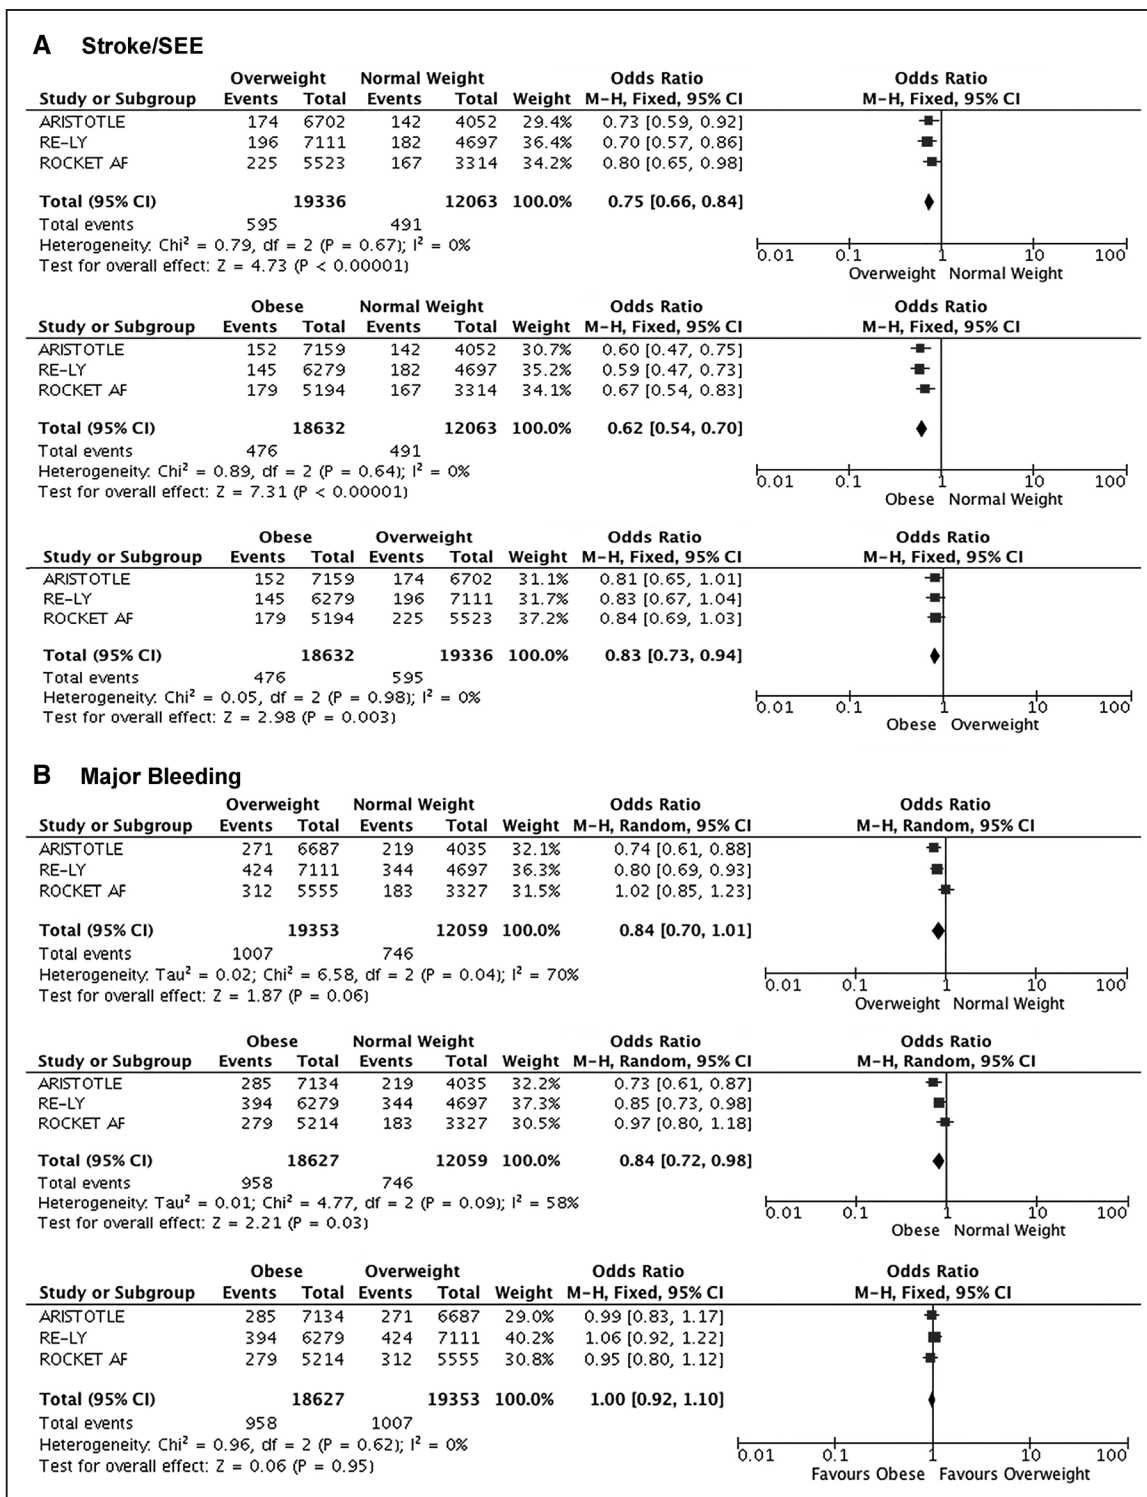 A Stroke/SEE
Overweight Normal Weight Odds Ratio Odds Ratio
Study or Subgroup Events Total Events Total Weight M-H, Fixed, 95% CI M-H, Fixed, 95% CI
ARISTOTLE 174 6702 142 4052 29.4% 0.73 [0.59, 0.92]
RE-LY 196 7111 182 4697 36.4% 0.70 [0.57, 0.86]
ROCKET AF 225 5523 167 3314 34.2% 0.80 [0.65, 0.98]
Total (95% CI) 19336 12063 100.0% 0.75 [0.66, 0.84]
Total events 595 491
Heterogeneity: Chi² = 0.79, df = 2 (P = 0.67); I² = 0%
Test for overall effect: Z = 4.73 (P < 0.00001)
0.01 0.1 1 10 100
Overweight Normal Weight
Obese Normal Weight Odds Ratio Odds Ratio
Study or Subgroup Events Total Events Total Weight M-H, Fixed, 95% CI M-H, Fixed, 95% CI
ARISTOTLE 152 7159 142 4052 30.7% 0.60 [0.47, 0.75]
RE-LY 145 6279 182 4697 35.2% 0.59 [0.47, 0.73]
ROCKET AF 179 5194 167 3314 34.1% 0.67 [0.54, 0.83]
Total (95% CI) 18632 12063 100.0% 0.62 [0.54, 0.70]
Total events 476 491
Heterogeneity: Chi² = 0.89, df = 2 (P = 0.64); I² = 0%
Test for overall effect: Z = 7.31 (P < 0.00001)
0.01 0.1 1 10 100
Obese Normal Weight
Obese Overweight Odds Ratio Odds Ratio
Study or Subgroup Events Total Events Total Weight M-H, Fixed, 95% CI M-H, Fixed, 95% CI
ARISTOTLE 152 7159 174 6702 31.1% 0.81 [0.65, 1.01]
RE-LY 145 6279 196 7111 31.7% 0.83 [0.67, 1.04]
ROCKET AF 179 5194 225 5523 37.2% 0.84 [0.69, 1.03]
Total (95% CI) 18632 19336 100.0% 0.83 [0.73, 0.94]
Total events 476 595
Heterogeneity: Chi² = 0.05, df = 2 (P = 0.98); I² = 0%
Test for overall effect: Z = 2.98 (P = 0.003)
0.01 0.1 1 10 100
Obese Overweight
B Major Bleeding
Overweight Normal Weight Odds Ratio Odds Ratio
Study or Subgroup Events Total Events Total Weight M-H, Random, 95% CI M-H, Random, 95% CI
ARISTOTLE 271 6687 219 4035 32.1% 0.74 [0.61, 0.88]
RE-LY 424 7111 344 4697 36.3% 0.80 [0.69, 0.93]
ROCKET AF 312 5555 183 3327 31.5% 1.02 [0.85, 1.23]
Total (95% CI) 19353 12059 100.0% 0.84 [0.70, 1.01]
Total events 1007 746
Heterogeneity: Tau² = 0.02; Chi² = 6.58, df = 2 (P = 0.04); I² = 70%
Test for overall effect: Z = 1.87 (P = 0.06)
0.01 0.1 1 10 100
Overweight Normal Weight
Obese Normal Weight Odds Ratio Odds Ratio
Study or Subgroup Events Total Events Total Weight M-H, Random, 95% CI M-H, Random, 95% CI
ARISTOTLE 285 7134 219 4035 32.2% 0.73 [0.61, 0.87]
RE-LY 394 6279 344 4697 37.3% 0.85 [0.73, 0.98]
ROCKET AF 279 5214 183 3327 30.5% 0.97 [0.80, 1.18]
Total (95% CI) 18627 12059 100.0% 0.84 [0.72, 0.98]
Total events 958 746
Heterogeneity: Tau² = 0.01; Chi² = 4.77, df = 2 (P = 0.09); I² = 58%
Test for overall effect: Z = 2.21 (P = 0.03)
0.01 0.1 1 10 100
Obese Normal Weight
Obese Overweight Odds Ratio Odds Ratio
Study or Subgroup Events Total Events Total Weight M-H, Fixed, 95% CI M-H, Fixed, 95% CI
ARISTOTLE 285 7134 271 6687 29.0% 0.99 [0.83, 1.17]
RE-LY 394 6279 424 7111 40.2% 1.06 [0.92, 1.22]
ROCKET AF 279 5214 312 5555 30.8% 0.95 [0.80, 1.12]
Total (95% CI) 18627 19353 100.0% 1.00 [0.92, 1.10]
Total events 958 1007
Heterogeneity: Chi² = 0.96, df = 2 (P = 0.62); I² = 0%
Test for overall effect: Z = 0.06 (P = 0.95)
0.01 0.1 1 10 100
Favours Obese Favours Overweight